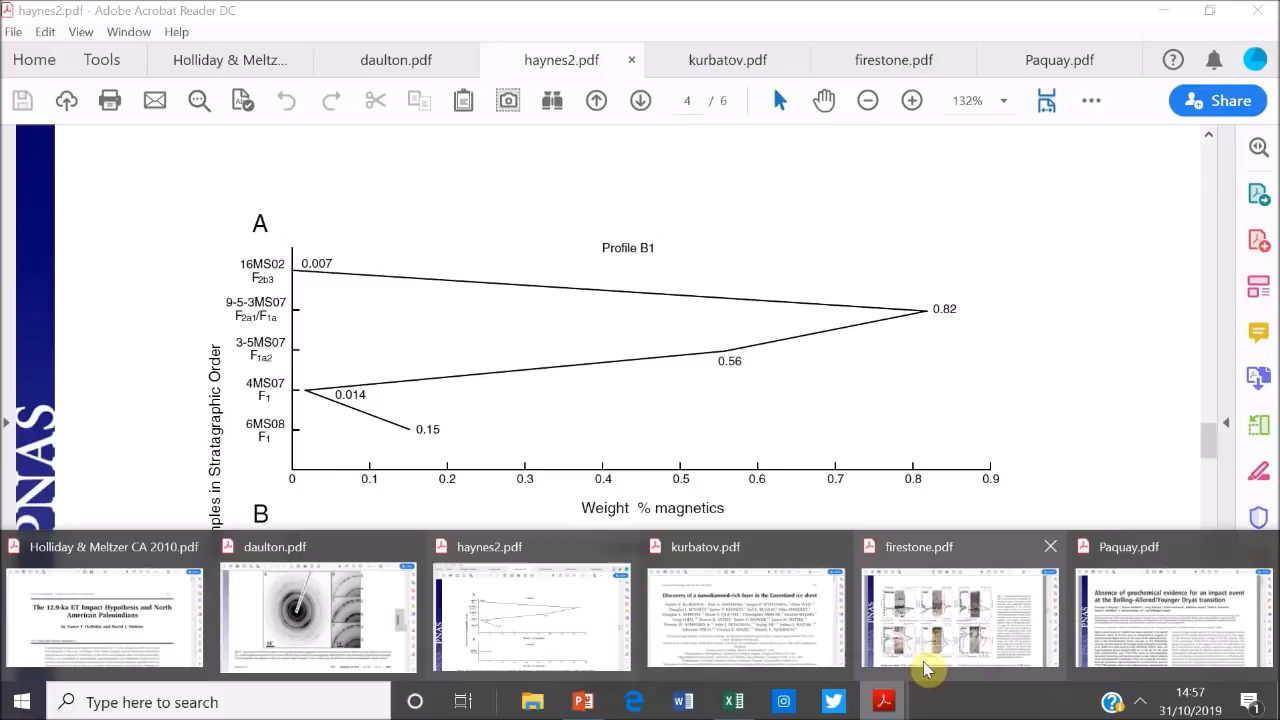 haynes2.pdf - Adobe Acrobat Reader DC
File Edit View Window Help
Home Tools Holliday & Meltz... daulton.pdf haynes2.pdf kurbatov.pdf firestone.pdf Paquay.pdf
4 / 6 132% Share
PNAS
A
Profile B1
16MS02 0.007
F2b3
9-5-3MS07 0.82
F2a1/F1a
3-5MS07
F1a2 0.56
4MS07
F1 0.014
6MS08 0.15
F1
0 0.1 0.2 0.3 0.4 0.5 0.6 0.7 0.8 0.9
Weight % magnetics
mples in Stratagraphic Order
B
Holliday & Meltzer CA 2010.pdf daulton.pdf haynes2.pdf kurbatov.pdf firestone.pdf Paquay.pdf
The 12.9-ka ET Impact Hypothesis and North
American Paleoindians
Discovery of a nanodiamond-rich layer in the Greenland ice sheet
Absence of geochemical evidence for an impact event
at the Bølling–Allerød/Younger Dryas transition
Type here to search
14:57
31/10/2019